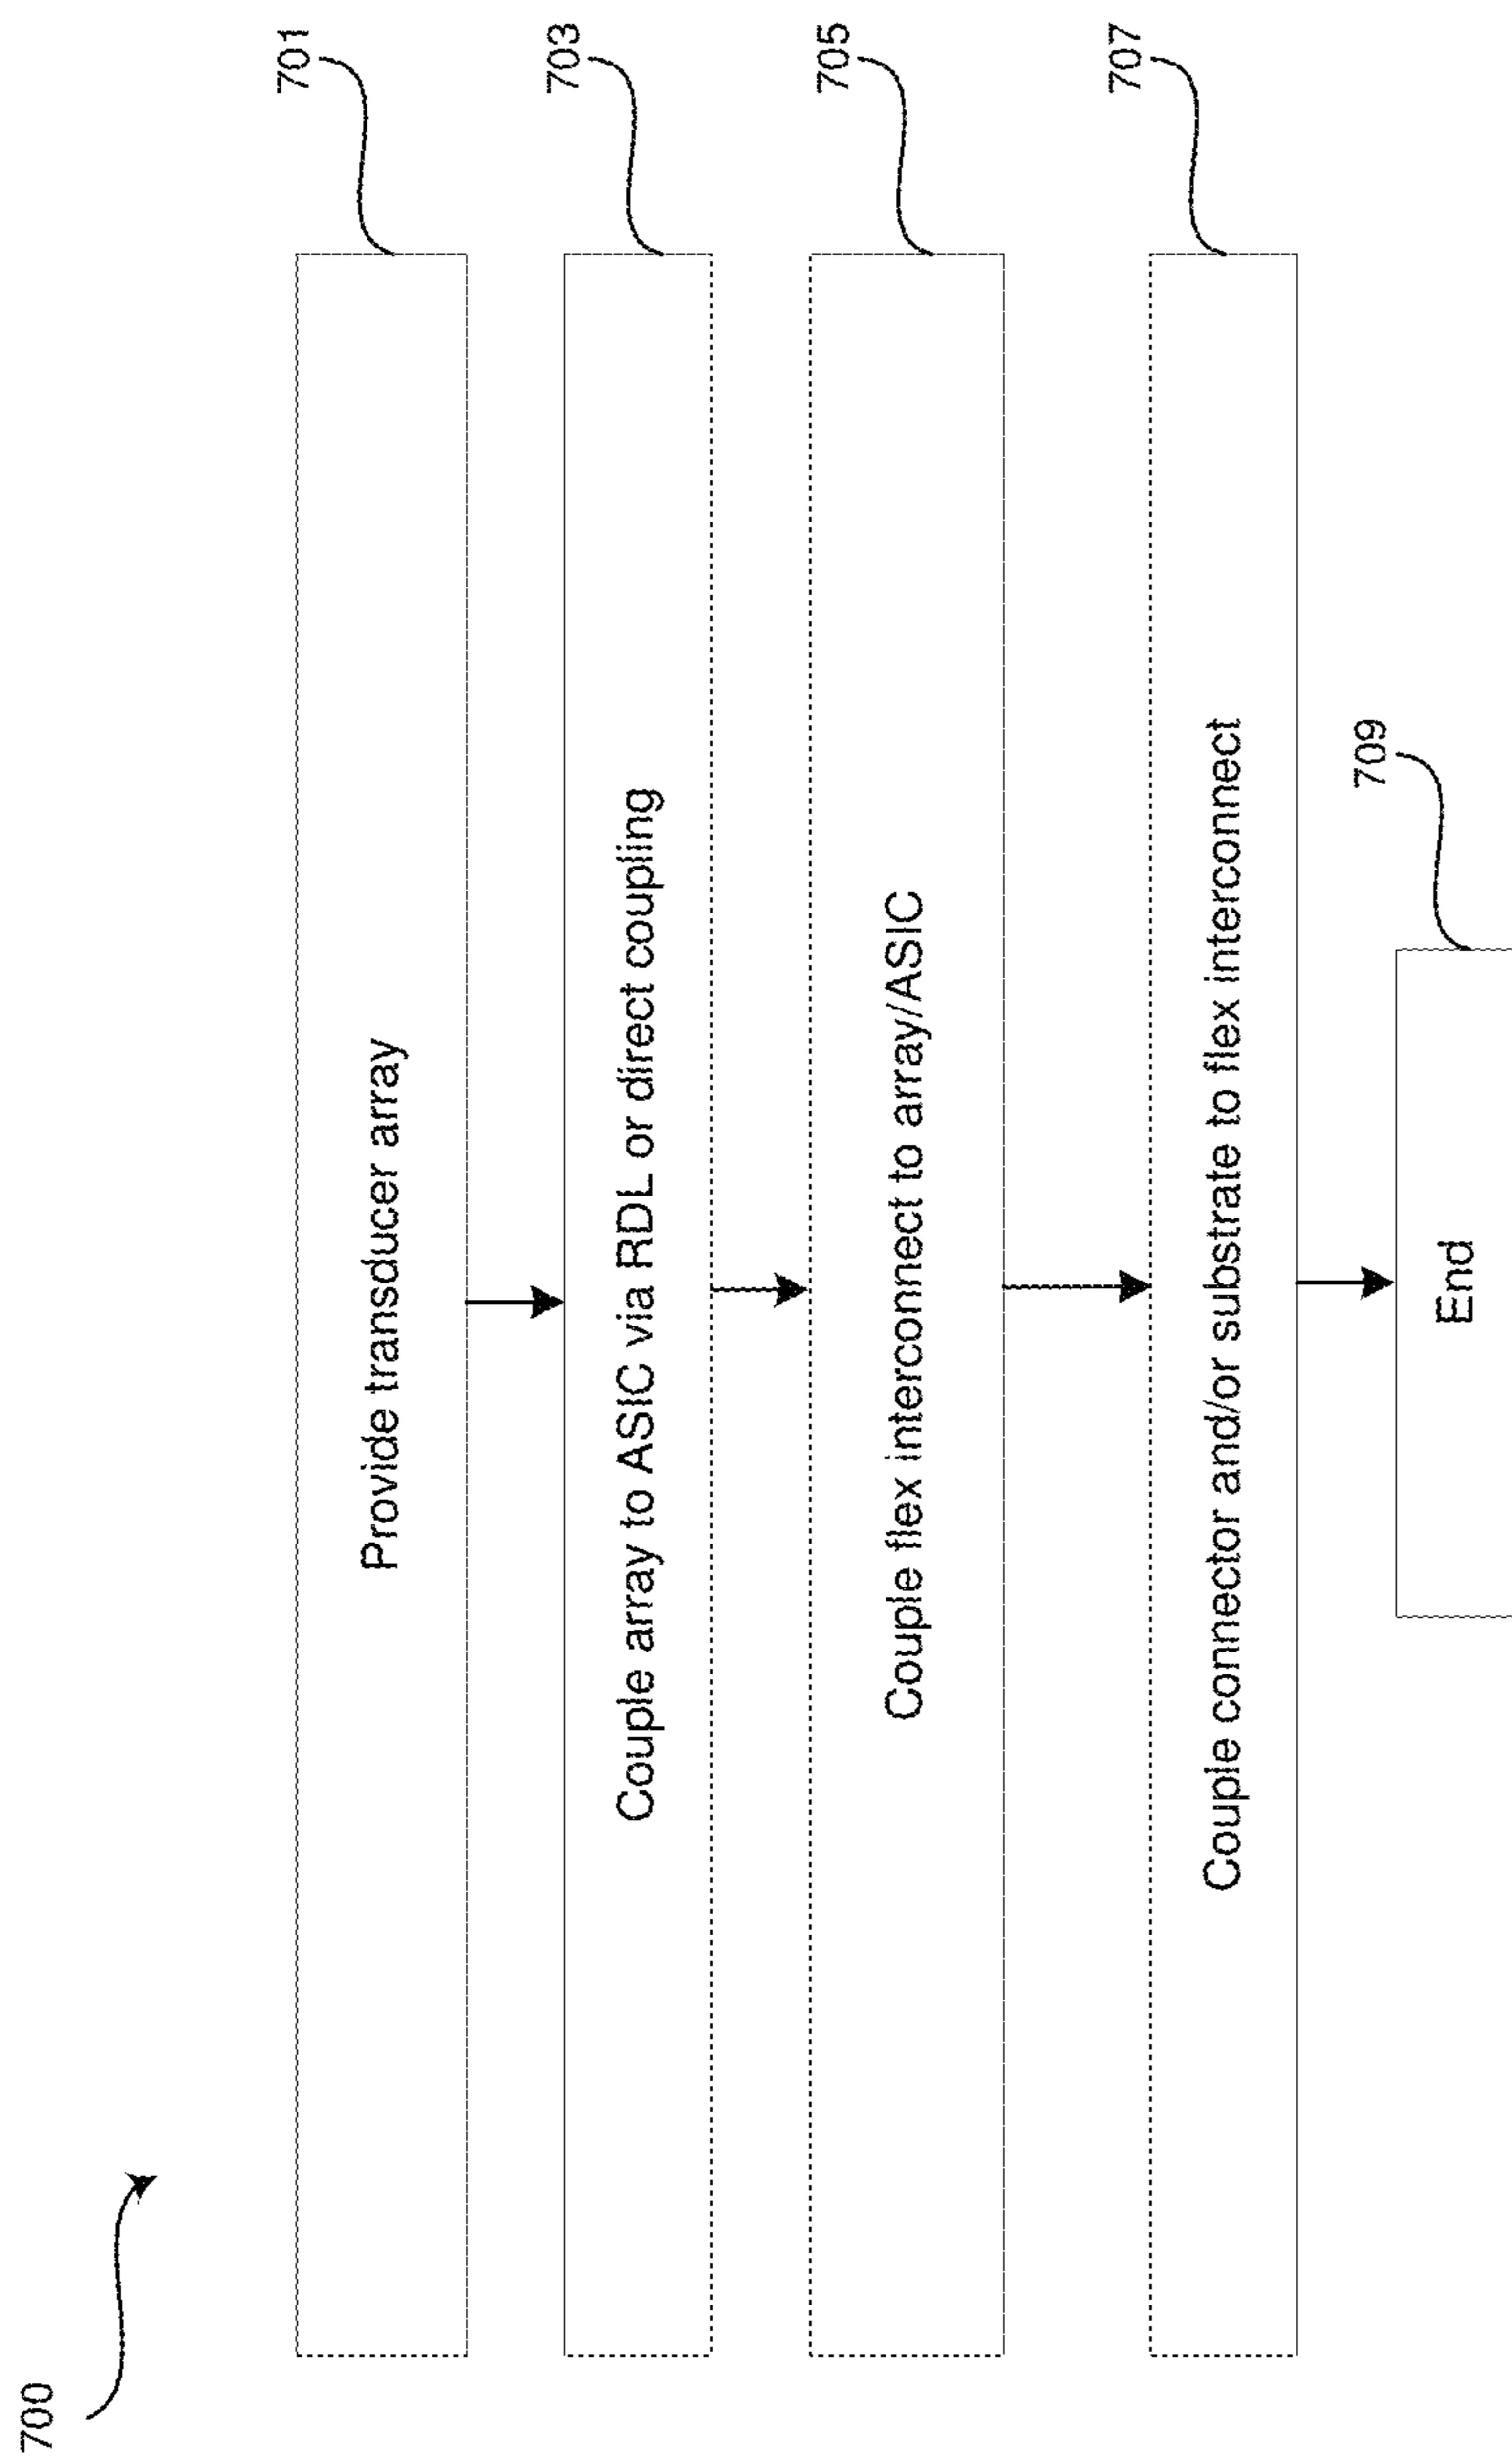 700
701
Provide transducer array
703
Couple array to ASIC via RDL or direct coupling
705
Couple flex interconnect to array/ASIC
707
Couple connector and/or substrate to flex interconnect
709
End